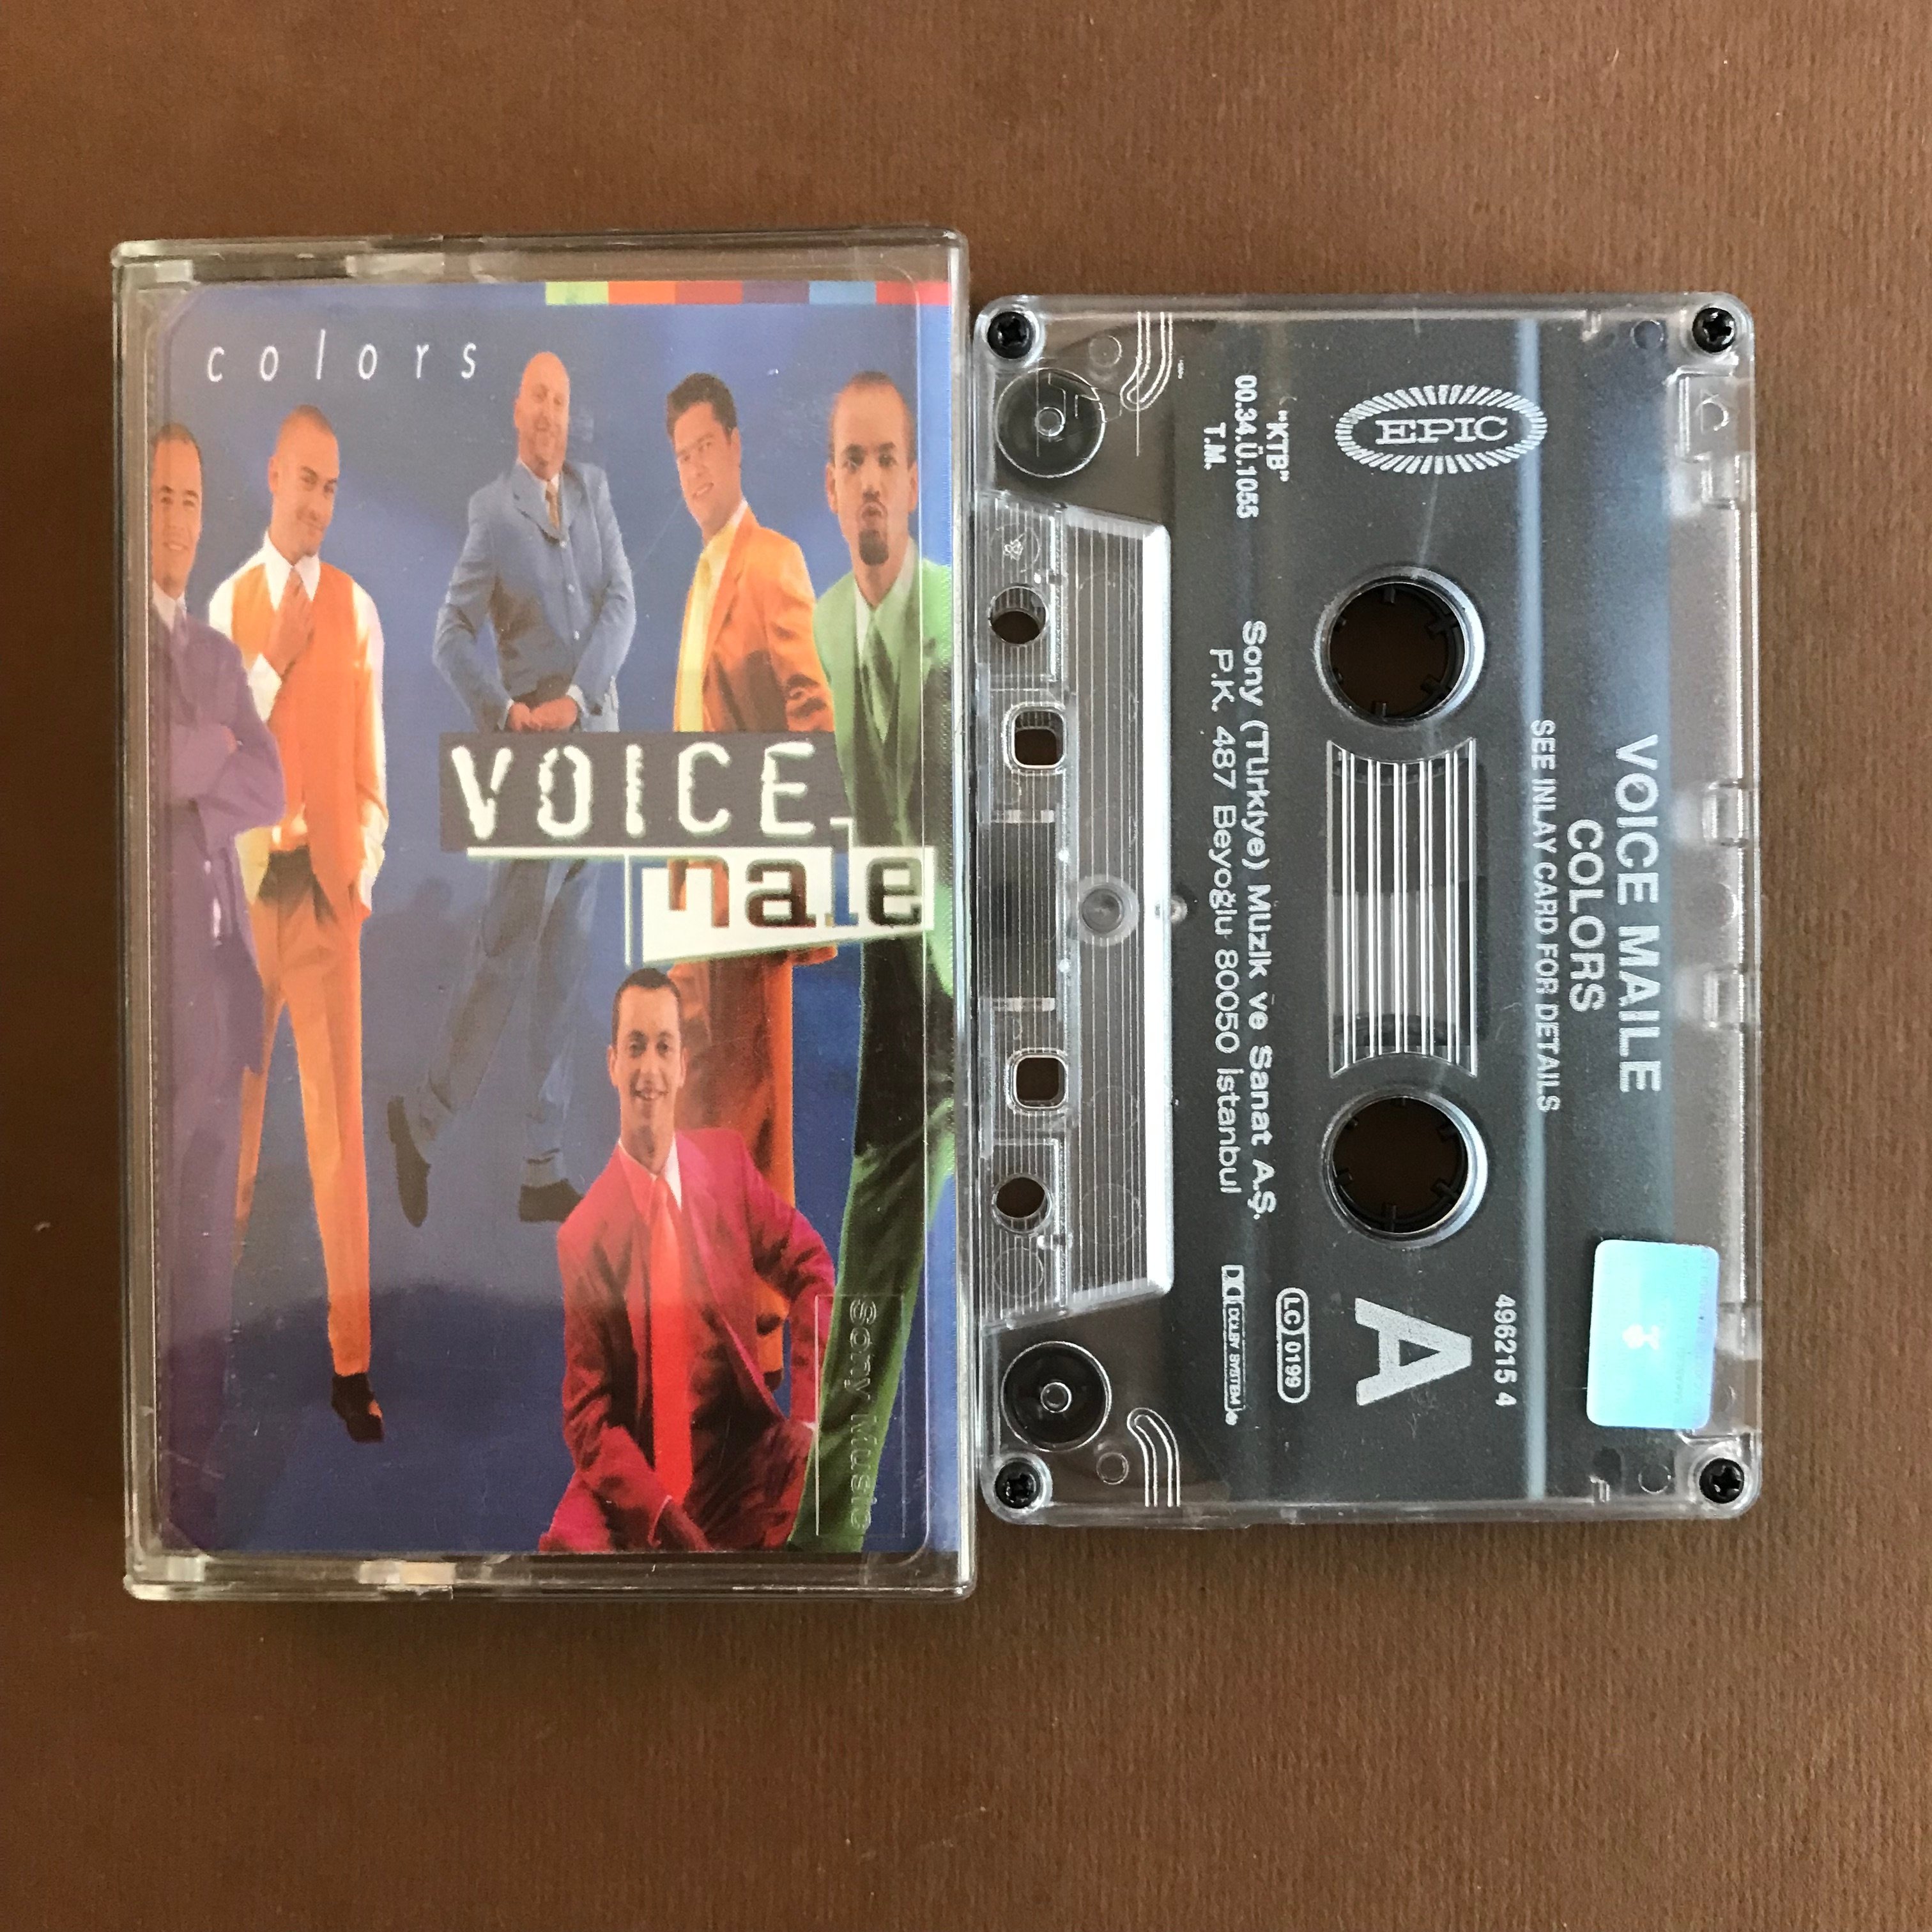 colors
VOICE
male
Sony Music
EPIC
"KTB"
00.34.Ü.1055
T.M.
VOICE MAILE
COLORS
SEE INLAY CARD FOR DETAILS
Sony (Türkiye) Müzik ve Sanat A.Ş.
P.K. 487 Beyoğlu 80050 İstanbul
496215 4
A
LC 0199
DOLBY SYSTEM